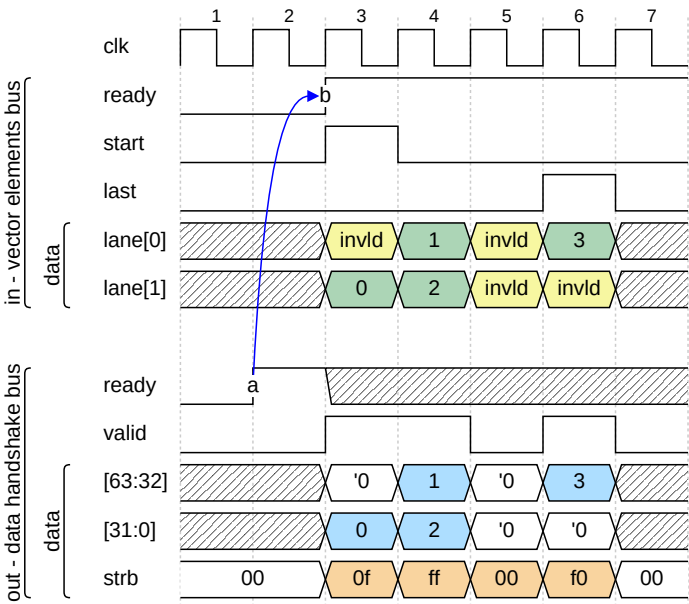 1 2 3 4 5 6 7
clk
in - vector elements bus
ready b
start
last
data
lane[0] invld 1 invld 3
lane[1] 0 2 invld invld
out - data handshake bus
ready a
valid
data
[63:32] '0 1 '0 3
[31:0] 0 2 '0 '0
strb 00 0f ff 00 f0 00